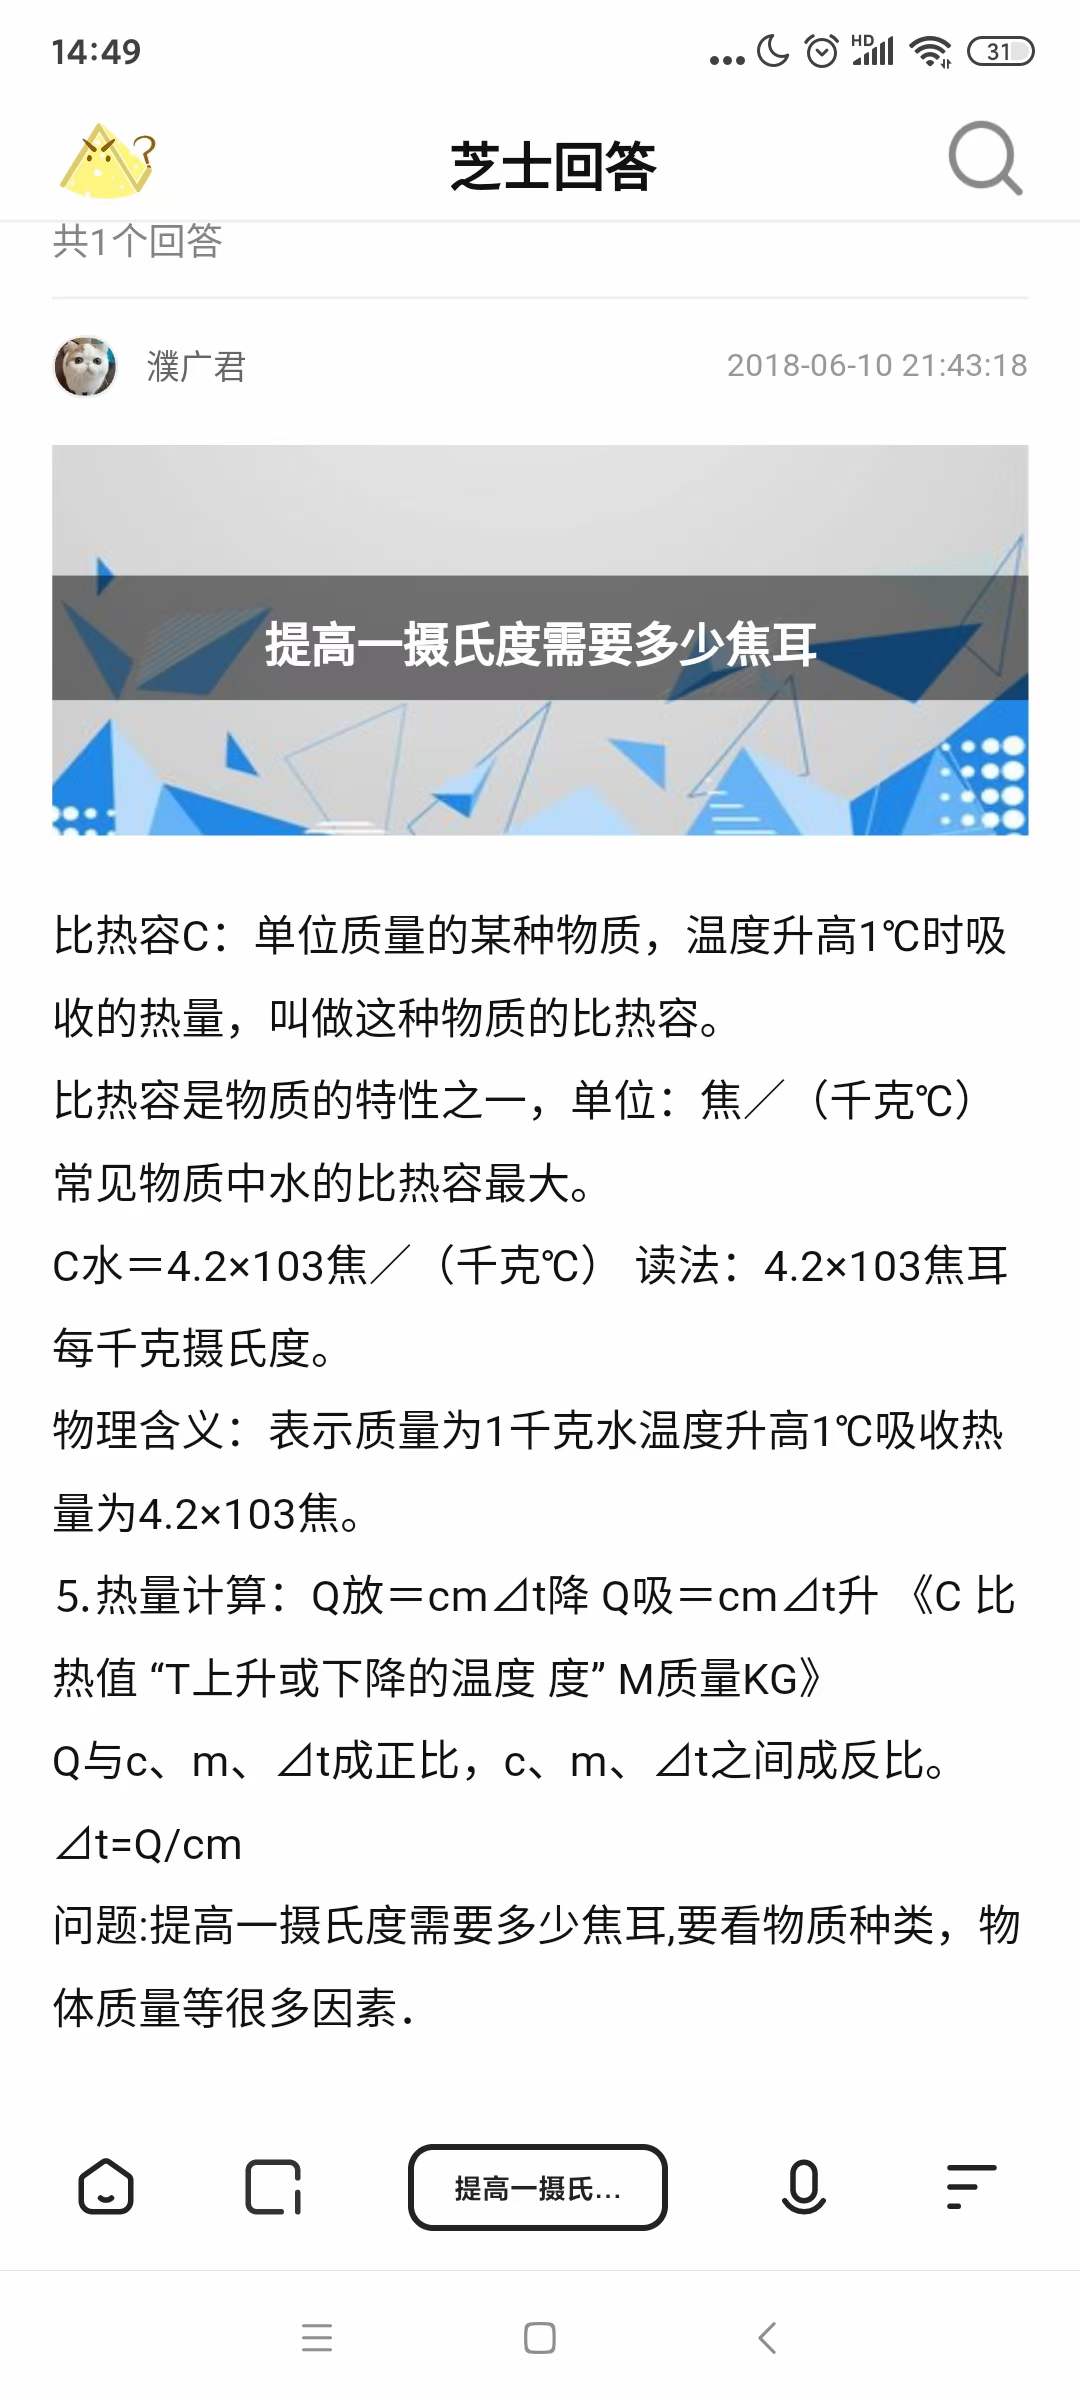 14:49
HD
31
芝士回答
共1个回答
濮广君
2018-06-10 21:43:18
提高一摄氏度需要多少焦耳
比热容C：单位质量的某种物质，温度升高1℃时吸
收的热量，叫做这种物质的比热容。
比热容是物质的特性之一，单位：焦／（千克℃）
常见物质中水的比热容最大。
C水＝4.2×103焦／（千克℃） 读法：4.2×103焦耳
每千克摄氏度。
物理含义：表示质量为1千克水温度升高1℃吸收热
量为4.2×103焦。
5.热量计算：Q放＝cm⊿t降 Q吸＝cm⊿t升 《C 比
热值 “T上升或下降的温度 度” M质量KG》
Q与c、m、⊿t成正比，c、m、⊿t之间成反比。
⊿t=Q/cm
问题:提高一摄氏度需要多少焦耳,要看物质种类，物
体质量等很多因素．
提高一摄氏...